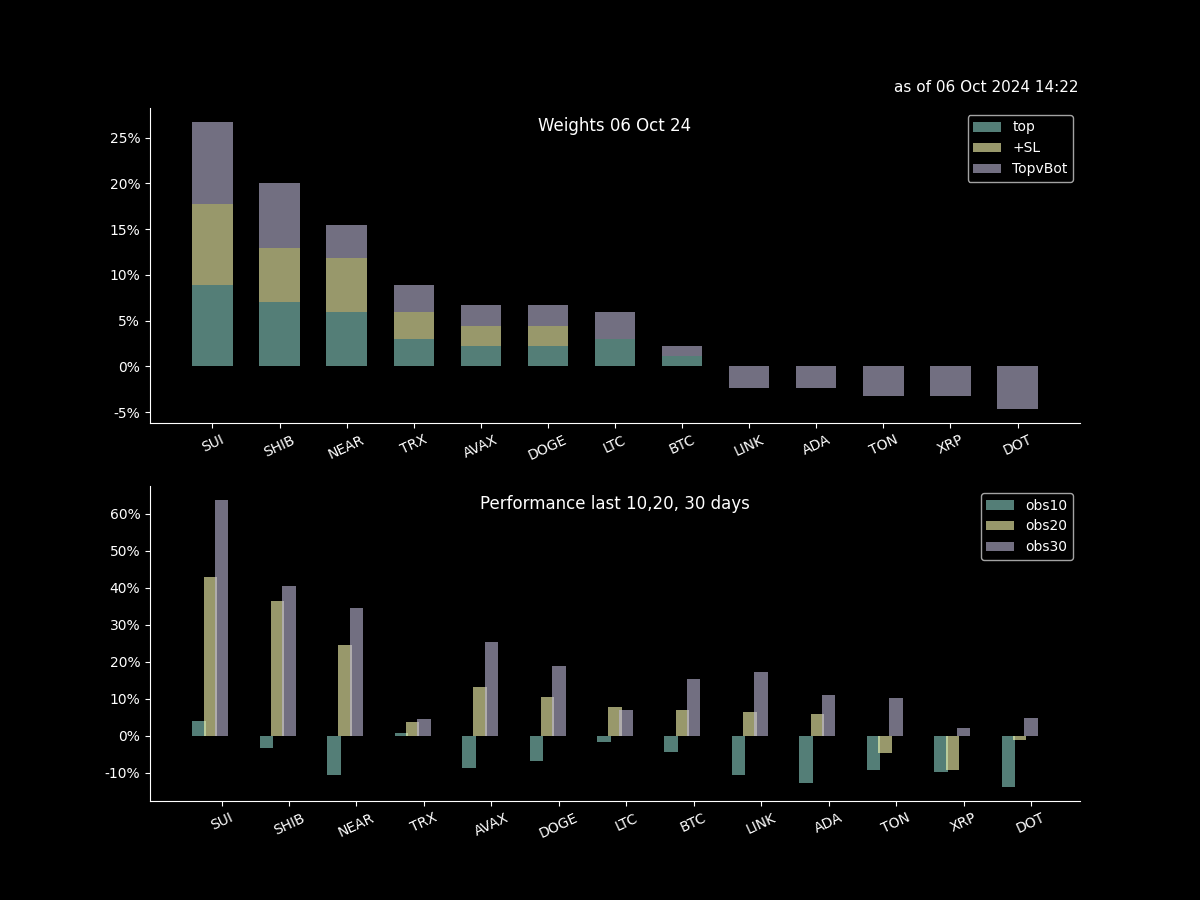 as of 06 Oct 2024 14:22
Weights 06 Oct 24
top
+SL
TopvBot
25%
20%
15%
10%
5%
0%
-5%
SUI SHIB NEAR TRX AVAX DOGE LTC BTC LINK ADA TON XRP DOT
Performance last 10,20, 30 days
obs10
obs20
obs30
60%
50%
40%
30%
20%
10%
0%
-10%
SUI SHIB NEAR TRX AVAX DOGE LTC BTC LINK ADA TON XRP DOT